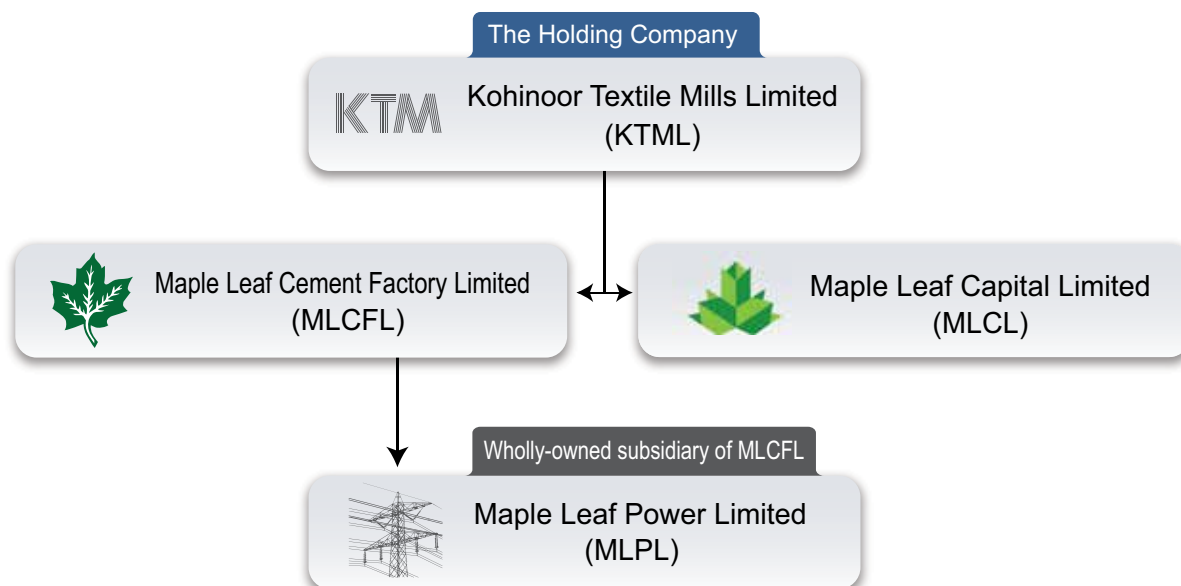 The Holding Company
KTM
Kohinoor Textile Mills Limited
(KTML)
Maple Leaf Cement Factory Limited
(MLCFL)
Maple Leaf Capital Limited
(MLCL)
Wholly-owned subsidiary of MLCFL
Maple Leaf Power Limited
(MLPL)